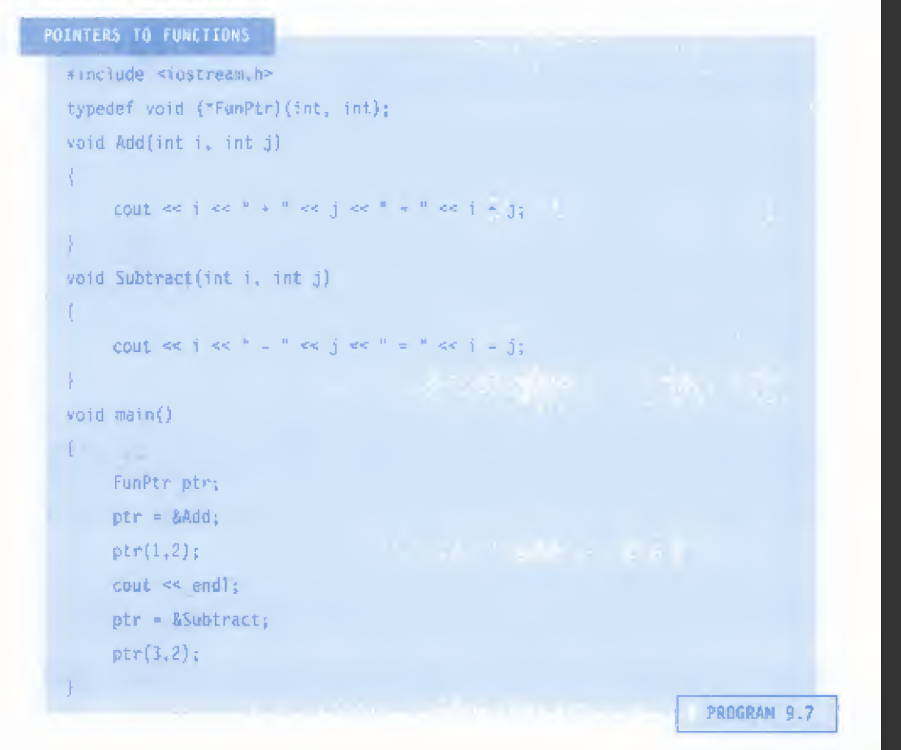 POINTERS TO FUNCTIONS
#include <iostream.h>
typedef void (*FunPtr)(int, int);
void Add(int i, int j)
{
cout << i << " + " << j << " = " << i + j;
}
void Subtract(int i, int j)
{
cout << i << " - " << j << " = " << i - j;
}
void main()
{
FunPtr ptr;
ptr = &Add;
ptr(1,2);
cout << endl;
ptr = &Subtract;
ptr(3,2);
}
PROGRAM 9.7